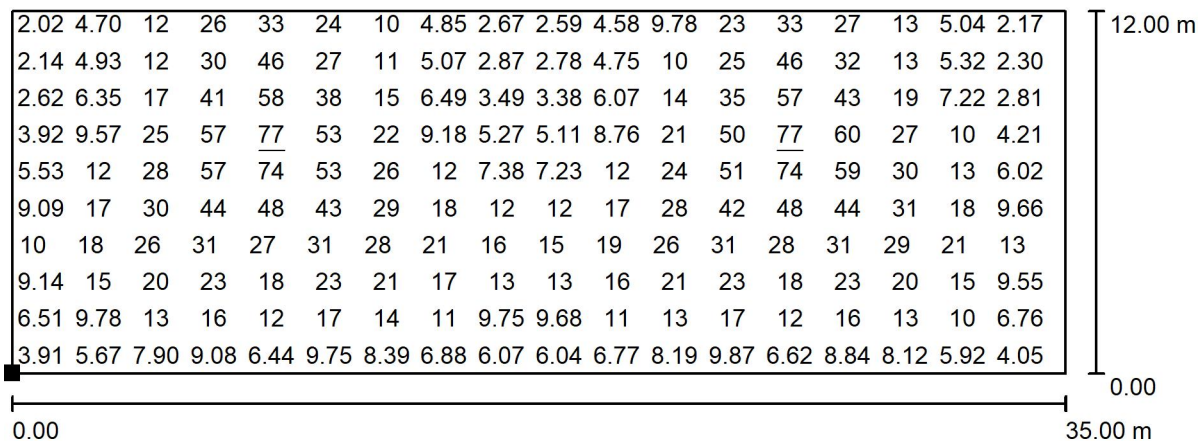 2.02 4.70 12 26 33 24 10 4.85 2.67 2.59 4.58 9.78 23 33 27 13 5.04 2.17 12.00 m
2.14 4.93 12 30 46 27 11 5.07 2.87 2.78 4.75 10 25 46 32 13 5.32 2.30
2.62 6.35 17 41 58 38 15 6.49 3.49 3.38 6.07 14 35 57 43 19 7.22 2.81
3.92 9.57 25 57 77 53 22 9.18 5.27 5.11 8.76 21 50 77 60 27 10 4.21
5.53 12 28 57 74 53 26 12 7.38 7.23 12 24 51 74 59 30 13 6.02
9.09 17 30 44 48 43 29 18 12 12 17 28 42 48 44 31 18 9.66
10 18 26 31 27 31 28 21 16 15 19 26 31 28 31 29 21 13
9.14 15 20 23 18 23 21 17 13 13 16 21 23 18 23 20 15 9.55
6.51 9.78 13 16 12 17 14 11 9.75 9.68 11 13 17 12 16 13 10 6.76
3.91 5.67 7.90 9.08 6.44 9.75 8.39 6.88 6.07 6.04 6.77 8.19 9.87 6.62 8.84 8.12 5.92 4.05
0.00
0.00 35.00 m